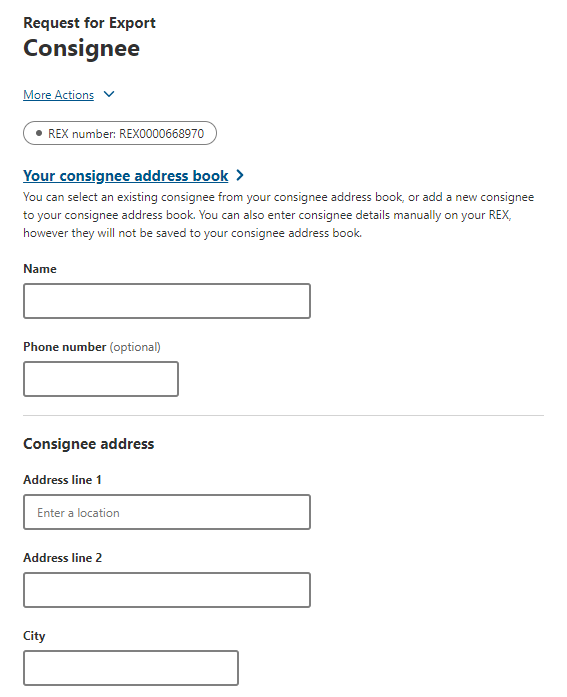 Request for Export
Consignee
More Actions
REX number: REX0000668970
Your consignee address book
You can select an existing consignee from your consignee address book, or add a new consignee
to your consignee address book. You can also enter consignee details manually on your REX,
however they will not be saved to your consignee address book.
Name
Phone number (optional)
Consignee address
Address line 1
Enter a location
Address line 2
City